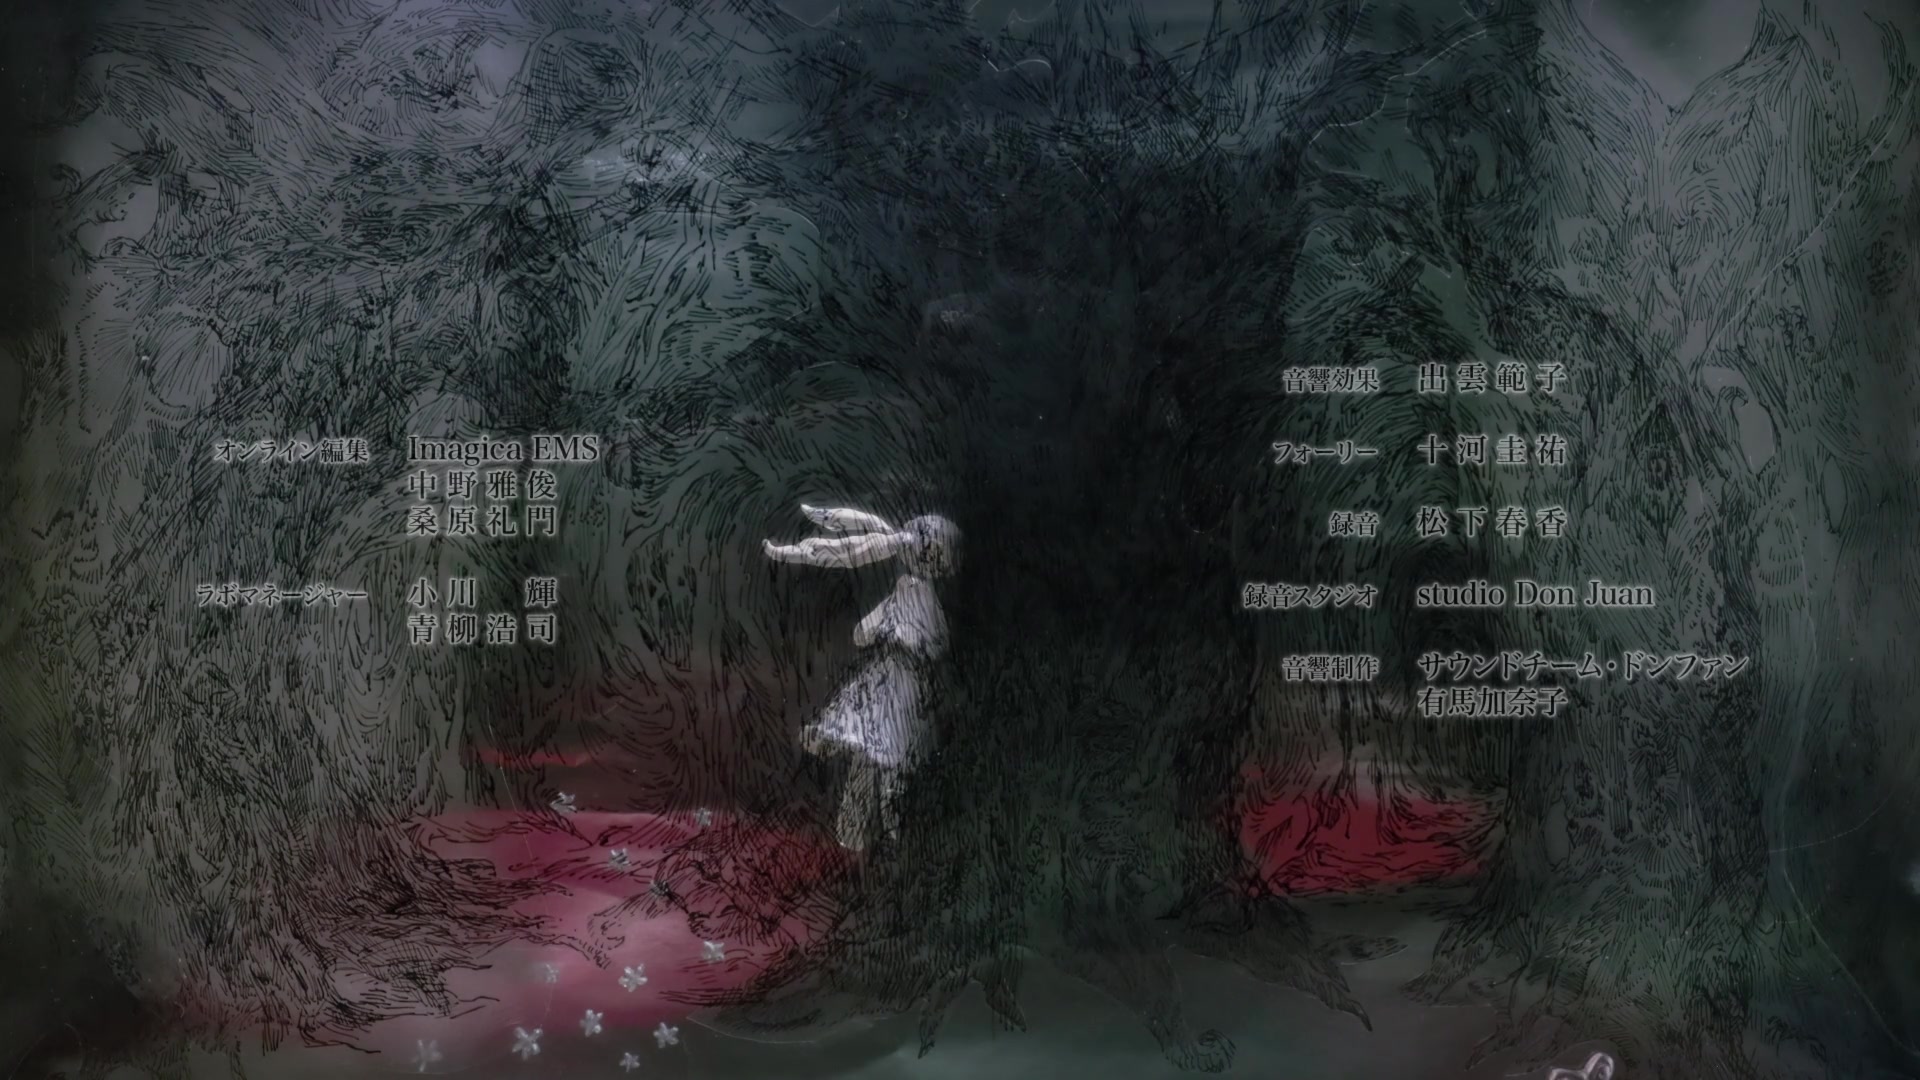 オンライン編集 Imagica EMS
中野雅俊
桑原礼門
ラボマネージャー 小川 輝
青柳浩司
音響効果 出雲範子
フォーリー 十河圭祐
録音 松下春香
録音スタジオ studio Don Juan
音響制作 サウンドチーム・ドンファン
有馬加奈子